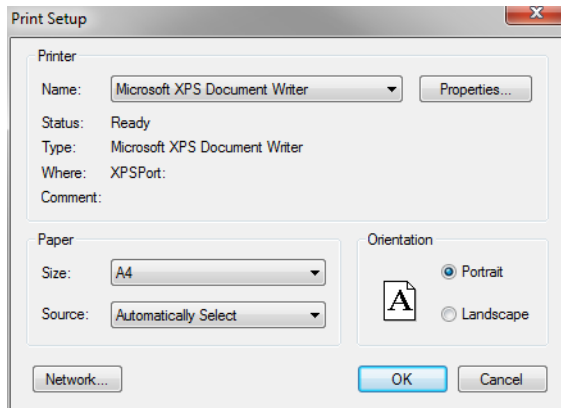 Print Setup
Printer
Name: Microsoft XPS Document Writer Properties...
Status: Ready
Type: Microsoft XPS Document Writer
Where: XPSPort:
Comment:
Paper Orientation
Size: A4 Portrait
A
Source: Automatically Select Landscape
Network... OK Cancel